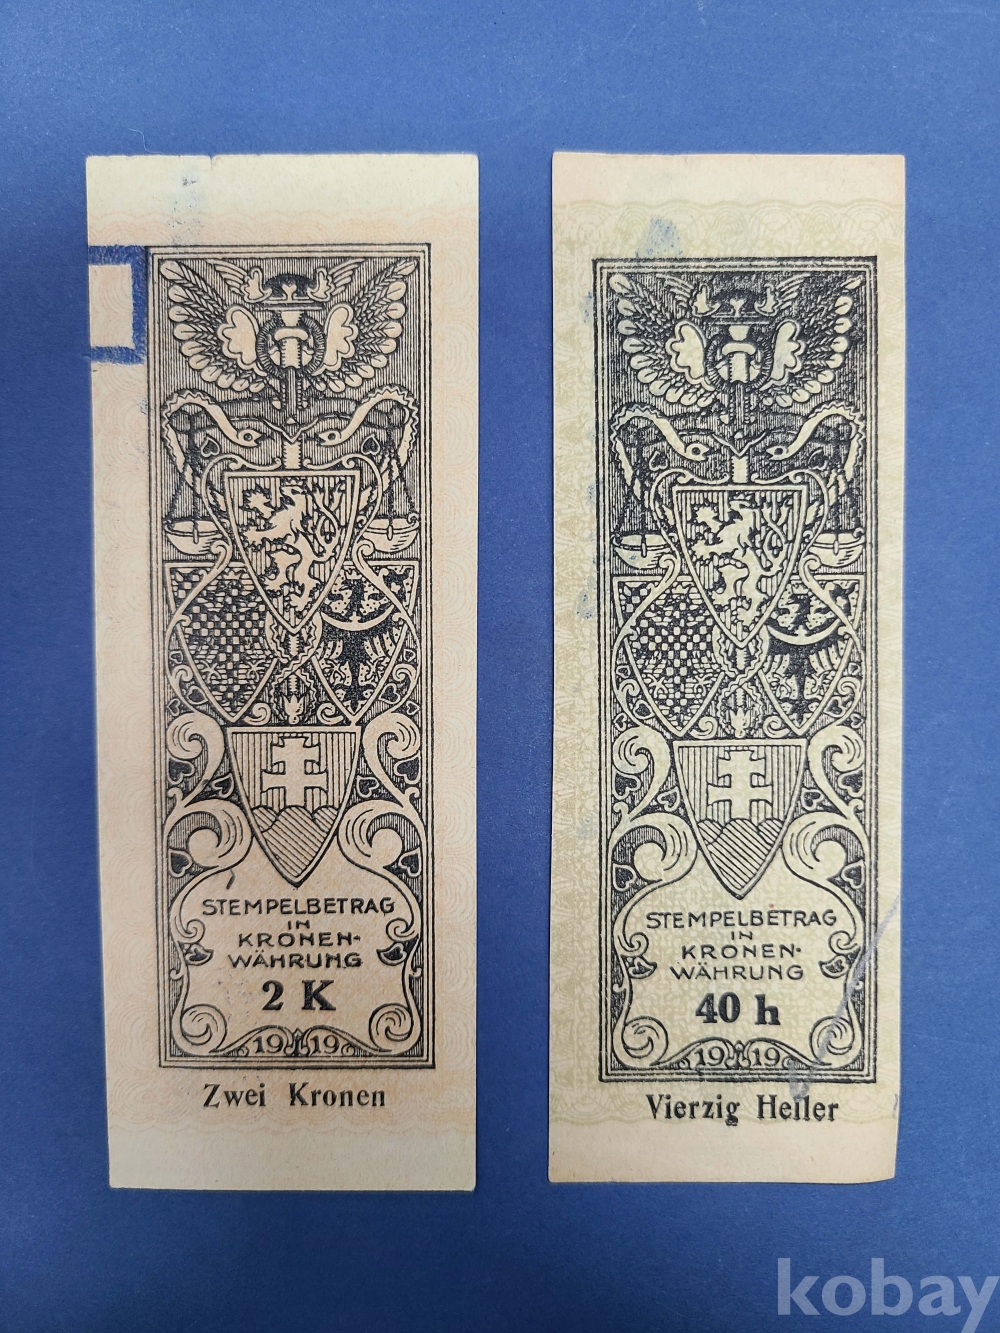 STEMPELBETRAG
IN
KRONEN-
WÄHRUNG
2 K
1919
Zwei Kronen
STEMPELBETRAG
IN
KRONEN-
WÄHRUNG
40 h
1919
Vierzig Heller
kobay